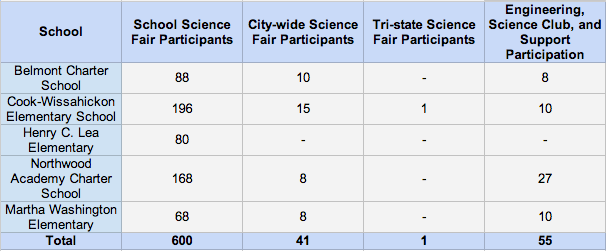 School
School Science
Fair Participants
City-wide Science
Fair Participants
Tri-state Science
Fair Participants
Engineering,
Science Club, and
Support
Participation
Belmont Charter
School
88
10
-
8
Cook-Wissahickon
Elementary School
196
15
1
10
Henry C. Lea
Elementary
80
-
-
-
Northwood
Academy Charter
School
168
8
-
27
Martha Washington
Elementary
68
8
-
10
Total
600
41
1
55